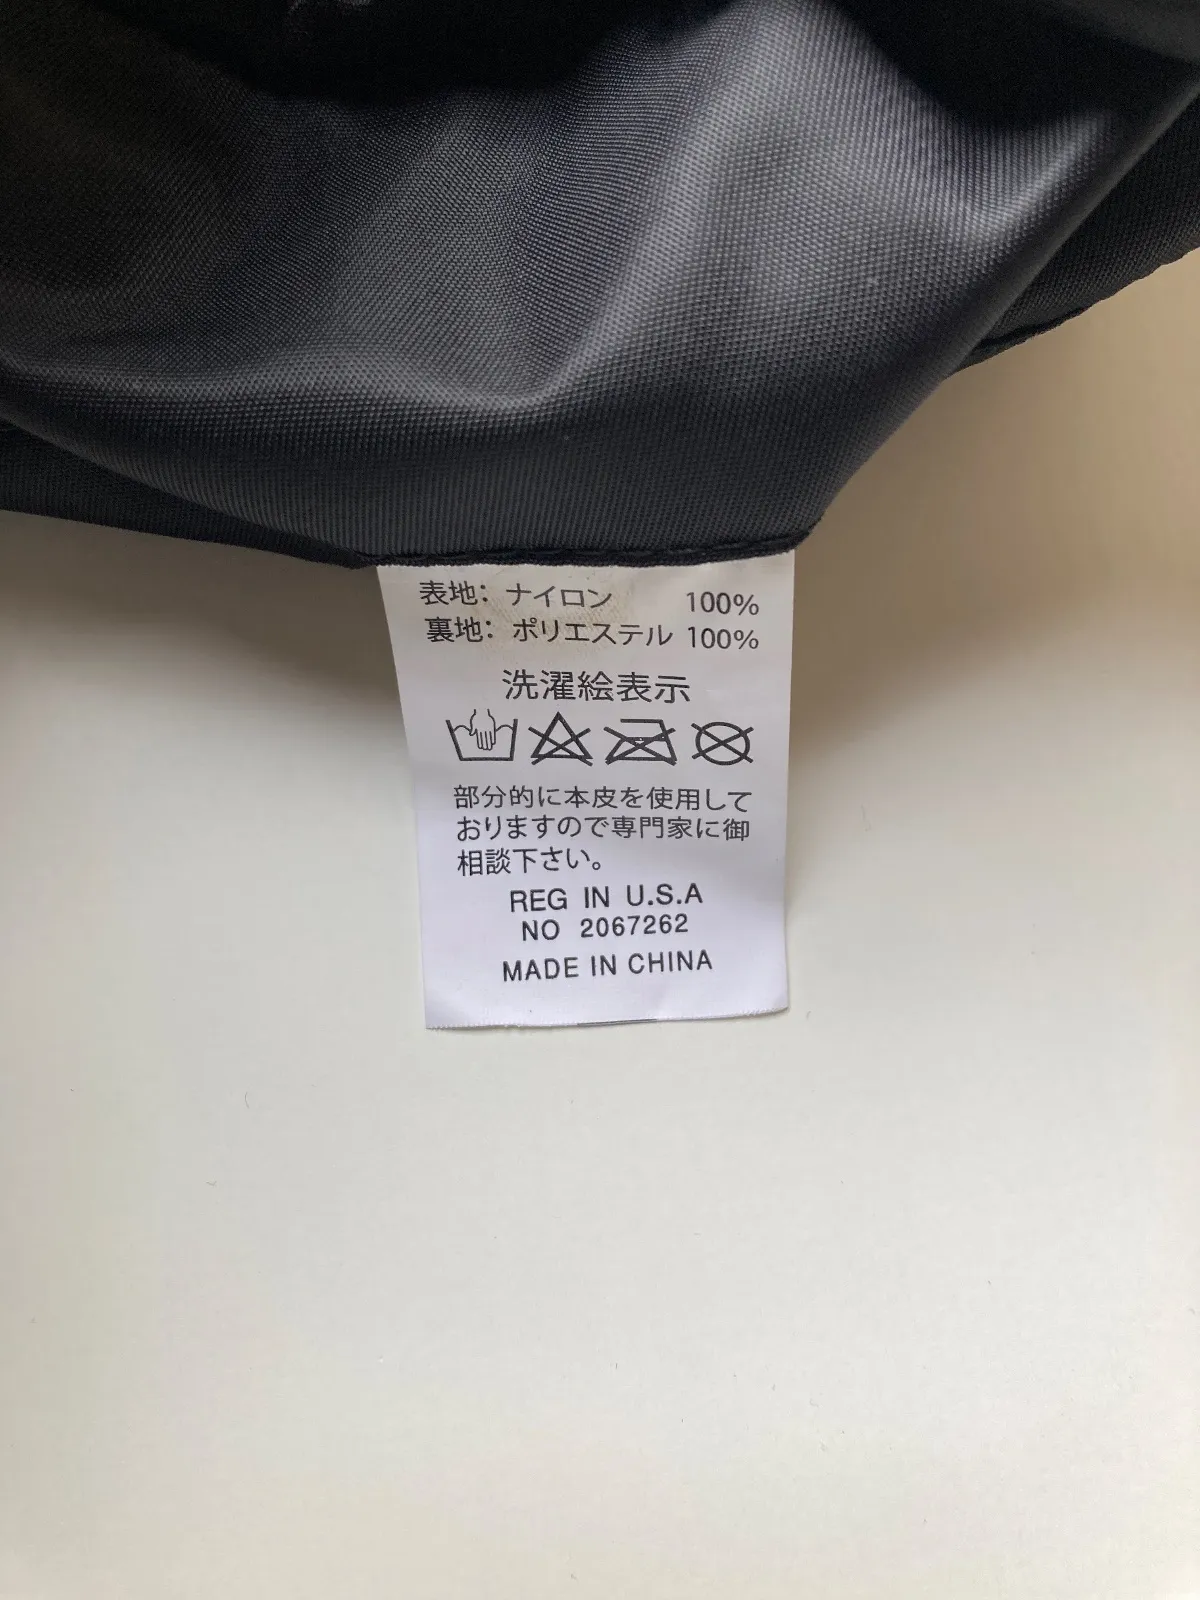 表地: ナイロン 100%
裏地: ポリエステル 100%
洗濯絵表示
部分的に本皮を使用して
おりますので専門家に御
相談下さい。
REG IN U.S.A
NO 2067262
MADE IN CHINA